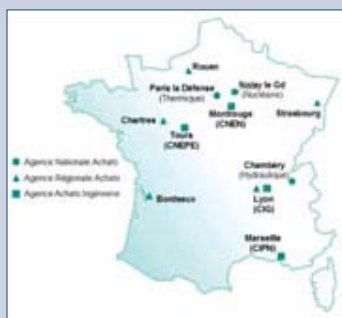 Rouen
Paris la Défense
(Thermique)
Noisy le Gd
(Nucléaire)
Montrouge
(CNEN)
Strasbourg
Chartres
Tours
(CNEPE)
Agence Nationale Achats
Agence Régionale Achats
Agence Achats Ingénierie
Chambéry
(Hydraulique)
Lyon
(CIG)
Bordeaux
Marseille
(CIPN)